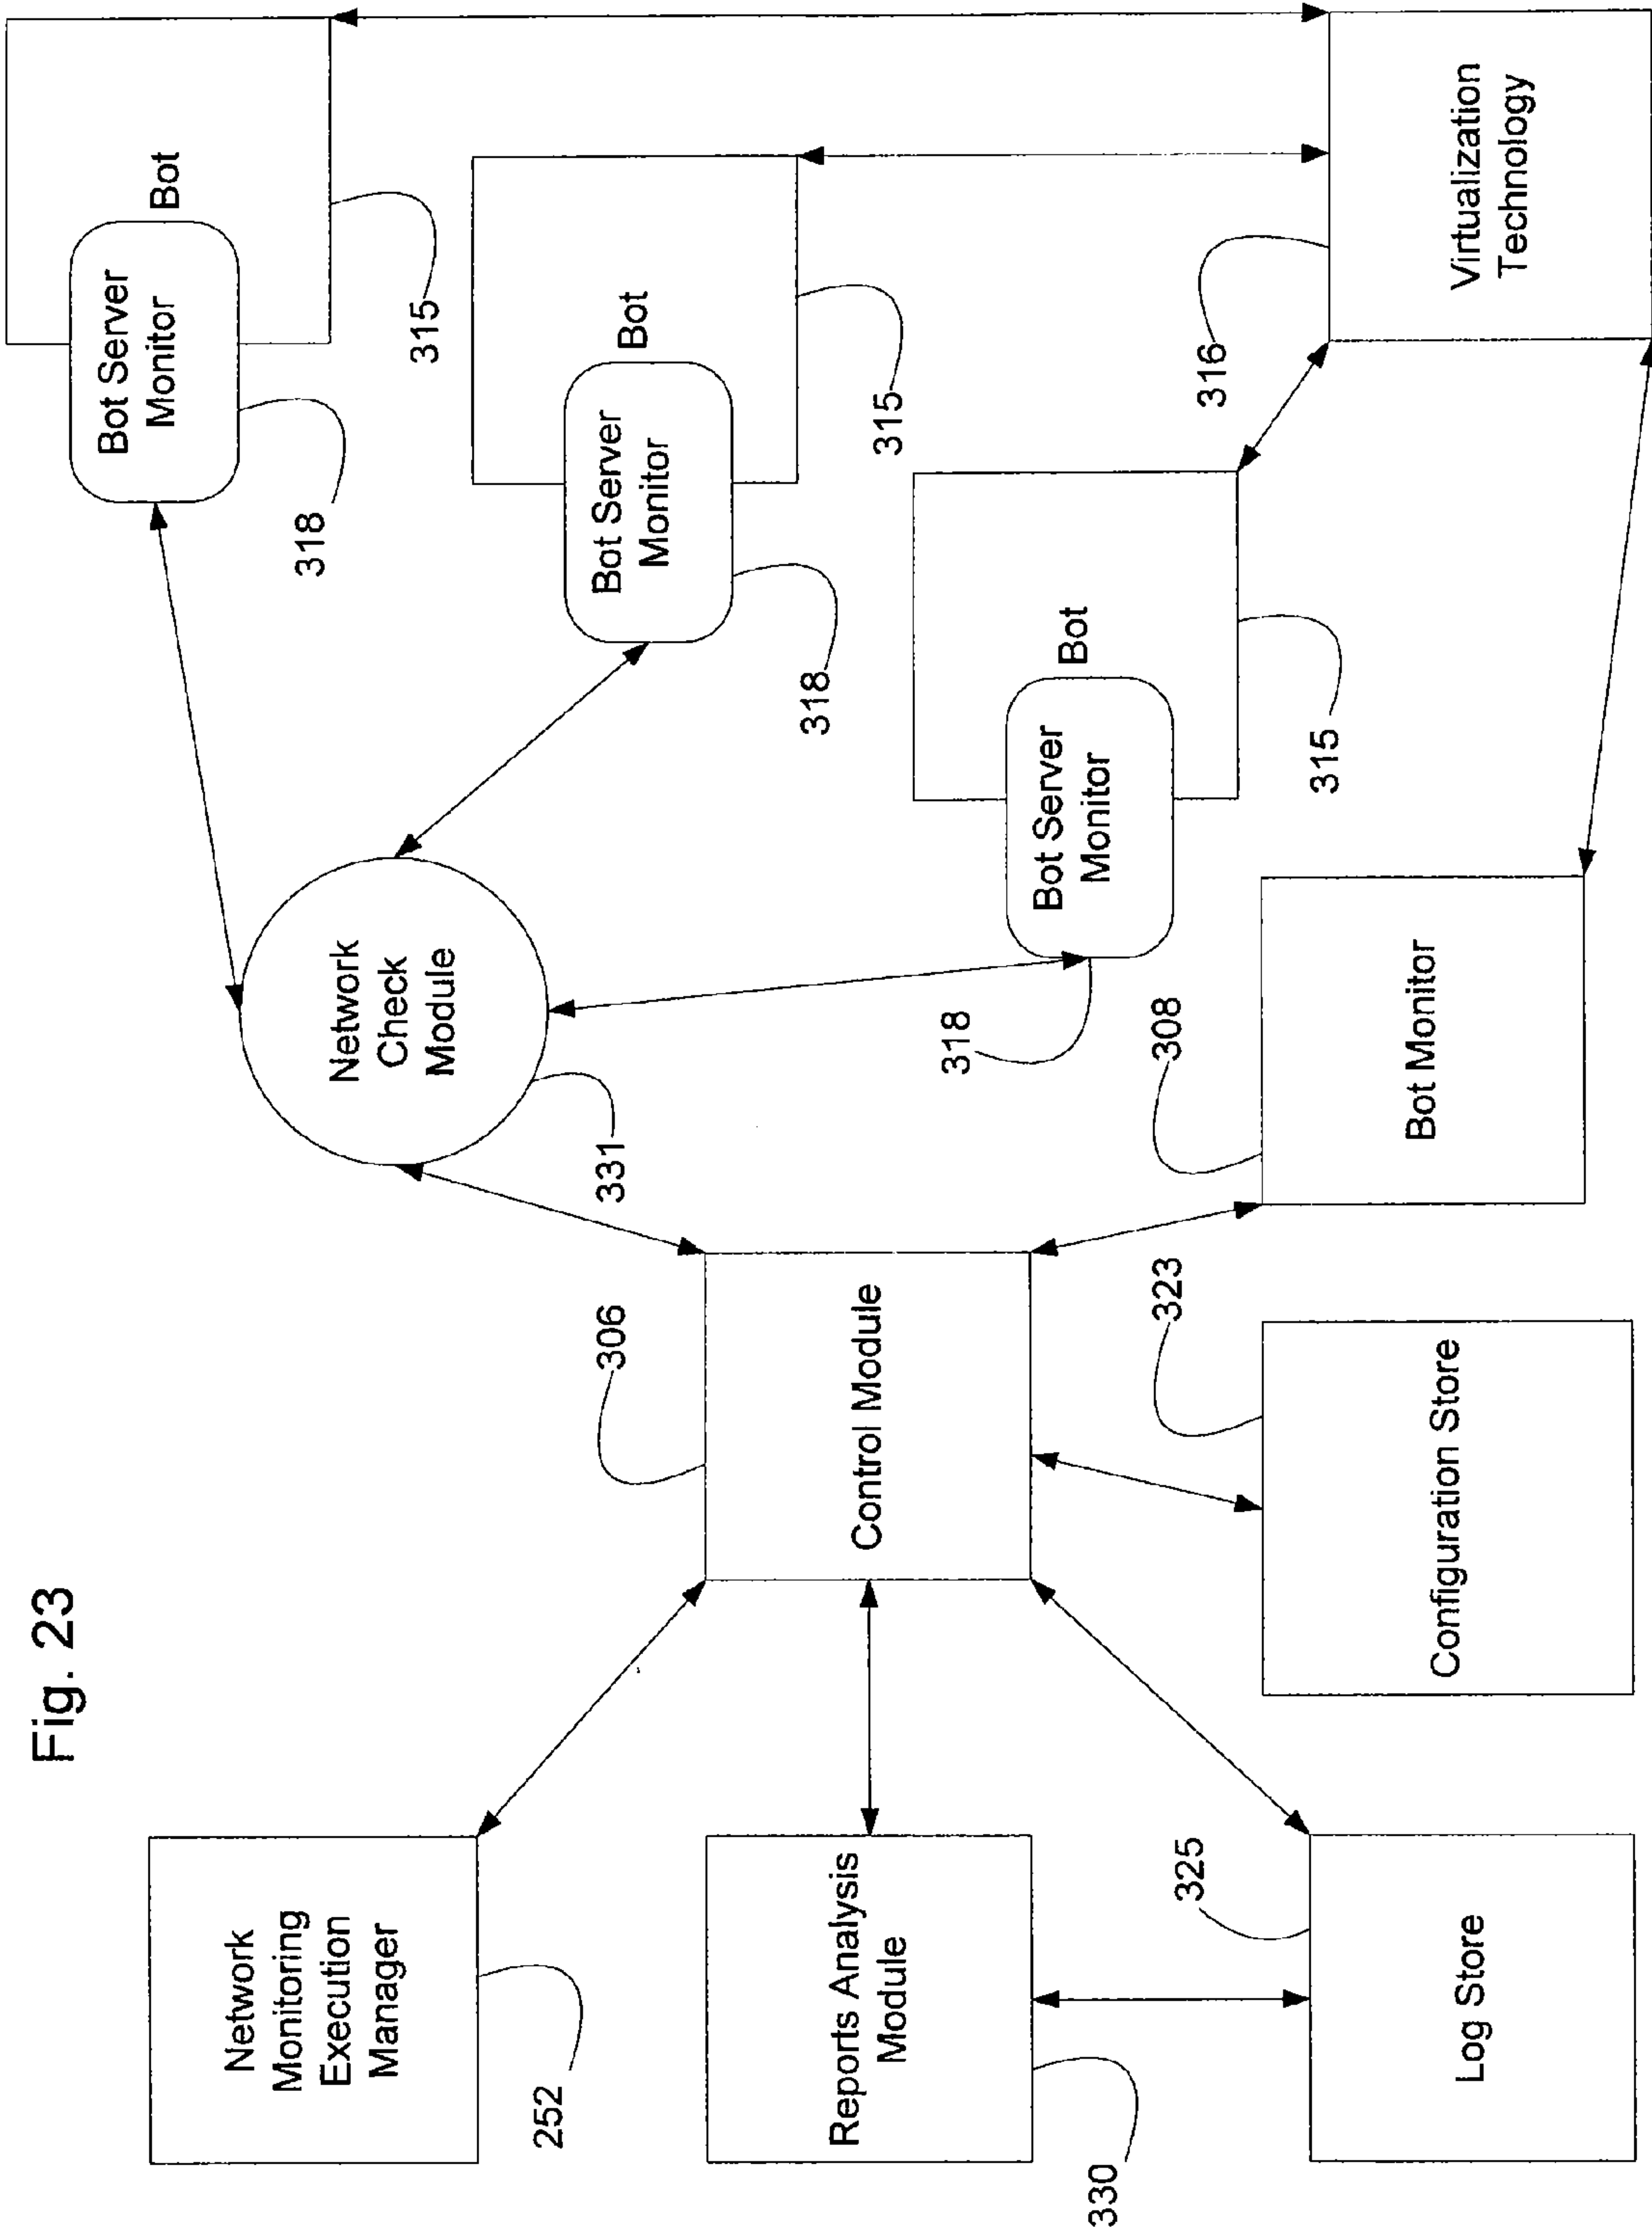 Fig. 23
Network
Monitoring
Execution
Manager
252
Reports Analysis
Module
330
Log Store
325
Control Module
306
Configuration Store
323
Network
Check
Module
331
Bot Monitor
308
Bot Server
Monitor
Bot
318
315
Bot Server
Monitor
Bot
318
315
Bot Server
Monitor
Bot
318
315
Virtualization
Technology
316